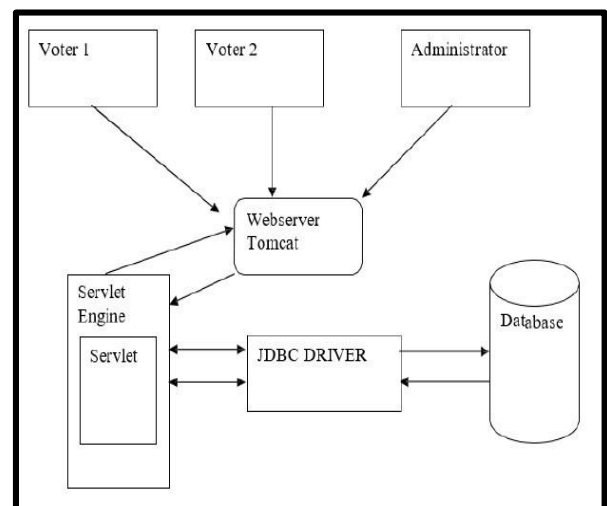 Voter 1
Voter 2
Administrator
Webserver
Tomcat
Servlet
Engine
Servlet
JDBC DRIVER
Database